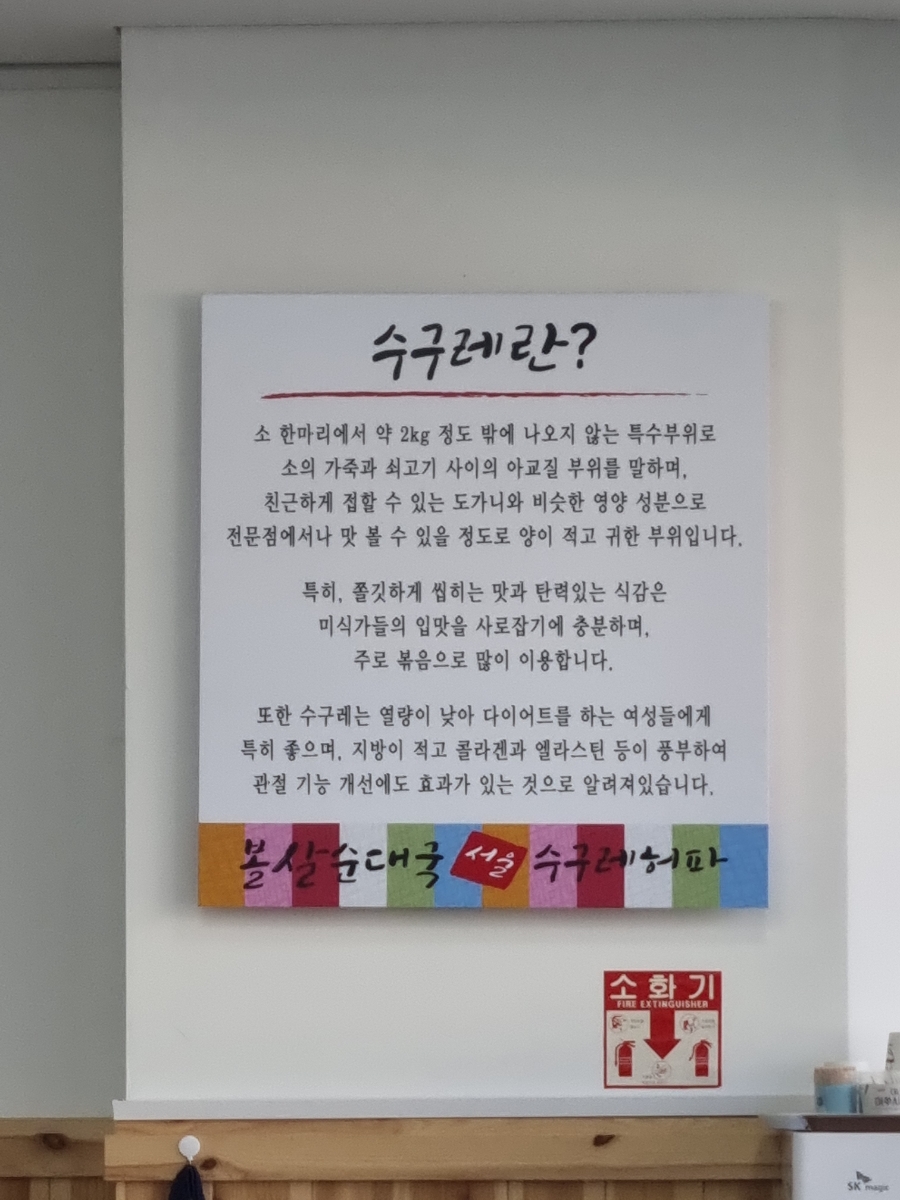 수구레란?
소 한마리에서 약 2kg 정도 밖에 나오지 않는 특수부위로
소의 가죽과 쇠고기 사이의 아교질 부위를 말하며,
친근하게 접할 수 있는 도가니와 비슷한 영양 성분으로
전문점에서나 맛 볼 수 있을 정도로 양이 적고 귀한 부위입니다.
특히, 쫄깃하게 씹히는 맛과 탄력있는 식감은
미식가들의 입맛을 사로잡기에 충분하며,
주로 볶음으로 많이 이용합니다.
또한 수구레는 열량이 낮아 다이어트를 하는 여성들에게
특히 좋으며, 지방이 적고 콜라겐과 엘라스틴 등이 풍부하여
관절 기능 개선에도 효과가 있는 것으로 알려져있습니다.
볼살순대국 서울 수구레허파
소화기
FIRE EXTINGUISHER
SK magic